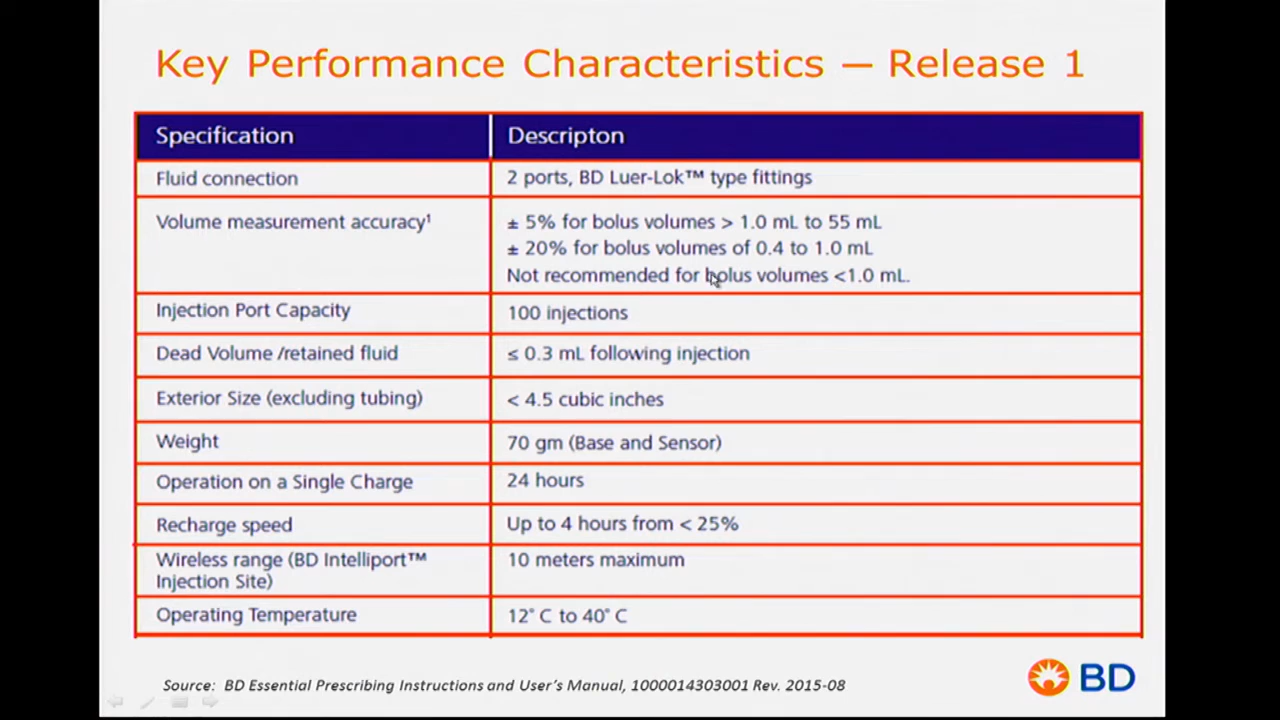 Key Performance Characteristics — Release 1
Specification Descripton
Fluid connection 2 ports, BD Luer-Lok™ type fittings
Volume measurement accuracy¹ ± 5% for bolus volumes > 1.0 mL to 55 mL
± 20% for bolus volumes of 0.4 to 1.0 mL
Not recommended for bolus volumes <1.0 mL.
Injection Port Capacity 100 injections
Dead Volume /retained fluid ≤ 0.3 mL following injection
Exterior Size (excluding tubing) < 4.5 cubic inches
Weight 70 gm (Base and Sensor)
Operation on a Single Charge 24 hours
Recharge speed Up to 4 hours from < 25%
Wireless range (BD Intelliport™ 10 meters maximum
Injection Site)
Operating Temperature 12° C to 40° C
Source: BD Essential Prescribing Instructions and User's Manual, 1000014303001 Rev. 2015-08
BD